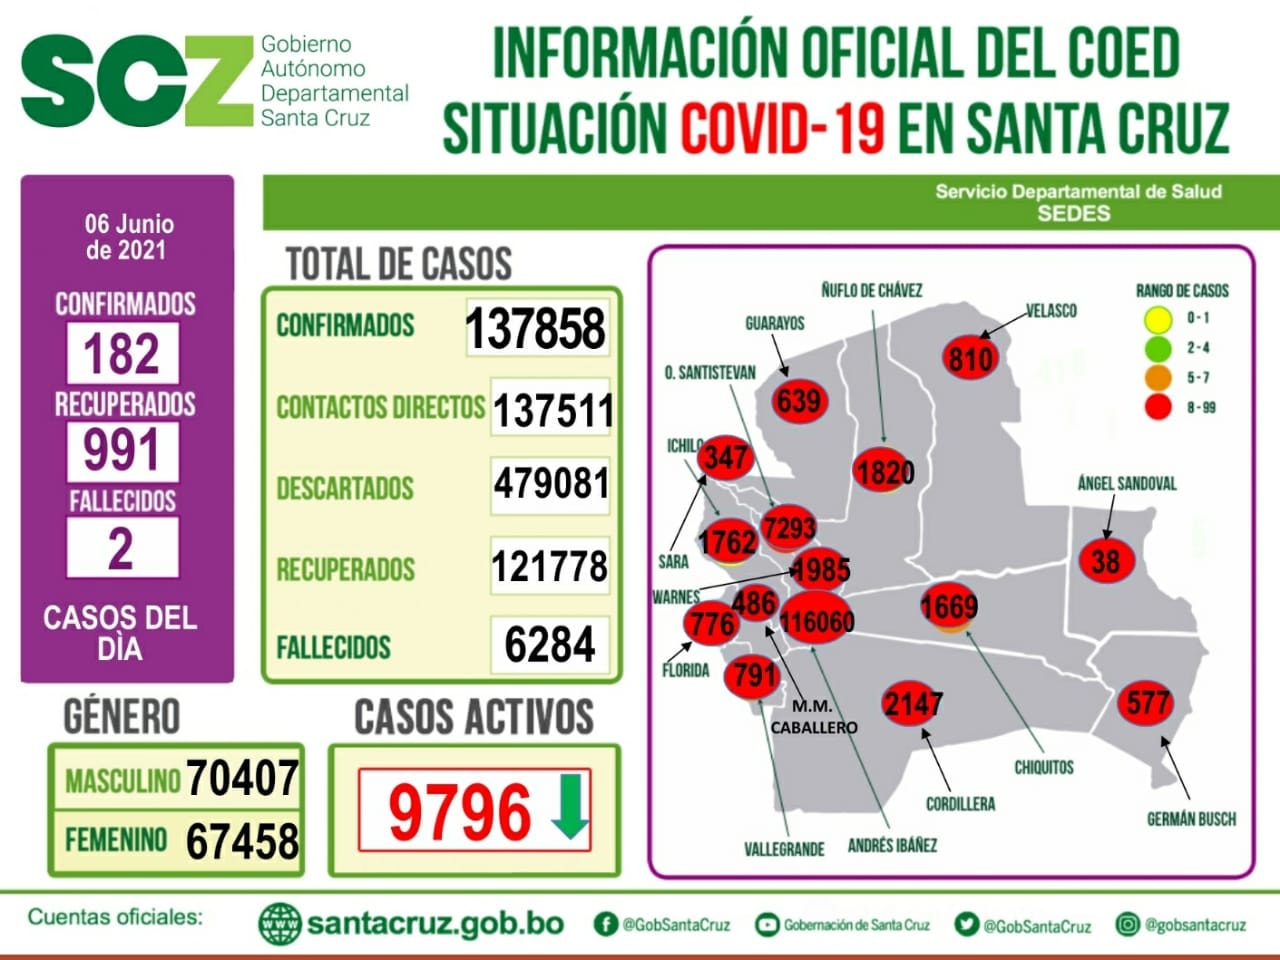 SCZ
Gobierno
Autónomo
Departamental
Santa Cruz
INFORMACIÓN OFICIAL DEL COED
SITUACIÓN COVID-19 EN SANTA CRUZ
Servicio Departamental de Salud
SEDES
06 Junio
de 2021
CONFIRMADOS
182
RECUPERADOS
991
FALLECIDOS
2
CASOS DEL
DÌA
TOTAL DE CASOS
CONFIRMADOS 137858
CONTACTOS DIRECTOS 137511
DESCARTADOS 479081
RECUPERADOS 121778
FALLECIDOS 6284
GÉNERO
MASCULINO 70407
FEMENINO 67458
CASOS ACTIVOS
9796
RANGO DE CASOS
0-1
2-4
5-7
8-99
ÑUFLO DE CHÁVEZ
VELASCO
GUARAYOS
810
O. SANTISTEVAN
639
ICHILO
347
1820
ÁNGEL SANDOVAL
7293
1762
SARA
38
1985
WARNES
486
1669
776
116060
FLORIDA
791
M.M.
CABALLERO
2147
577
CHIQUITOS
CORDILLERA
GERMÁN BUSCH
VALLEGRANDE
ANDRÉS IBÁÑEZ
Cuentas oficiales:
www
santacruz.gob.bo
@GobSantaCruz
Gobernación de Santa Cruz
@GobSantaCruz
@gobsantacruz